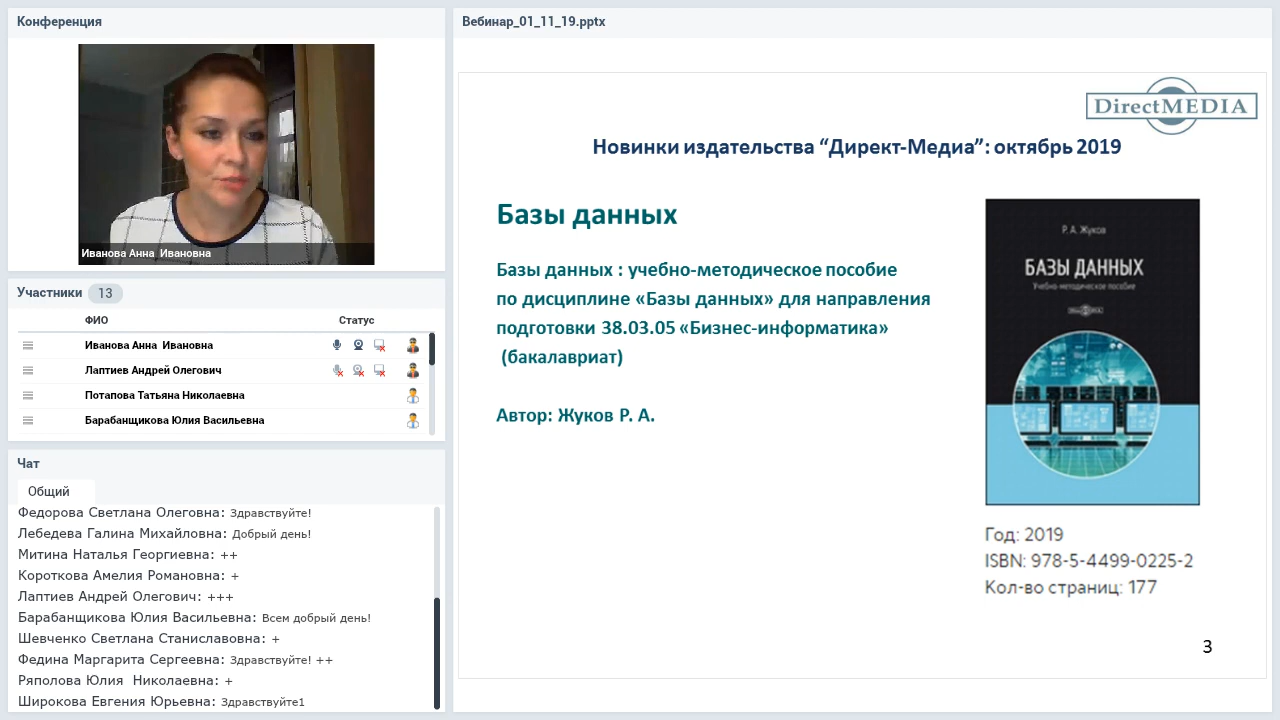 Конференция
Иванова Анна  Ивановна
Участники 13
ФИО Статус
Иванова Анна  Ивановна
Лаптиев Андрей Олегович
Потапова Татьяна Николаевна
Барабанщикова Юлия Васильевна
Чат
Общий
Федорова Светлана Олеговна: Здравствуйте!
Лебедева Галина Михайловна: Добрый день!
Митина Наталья Георгиевна: ++
Короткова Амелия Романовна: +
Лаптиев Андрей Олегович: +++
Барабанщикова Юлия Васильевна: Всем добрый день!
Шевченко Светлана Станиславовна: +
Федина Маргарита Сергеевна: Здравствуйте! ++
Ряполова Юлия  Николаевна: +
Широкова Евгения Юрьевна: Здравствуйте1
Вебинар_01_11_19.pptx
DirectMEDIA
Новинки издательства “Директ-Медиа”: октябрь 2019
Базы данных
Базы данных : учебно-методическое пособие
по дисциплине «Базы данных» для направления
подготовки 38.03.05 «Бизнес-информатика»
(бакалавриат)
Автор: Жуков Р. А.
Р. А. Жуков
БАЗЫ ДАННЫХ
Учебно-методическое пособие
Год: 2019
ISBN: 978-5-4499-0225-2
Кол-во страниц: 177
3